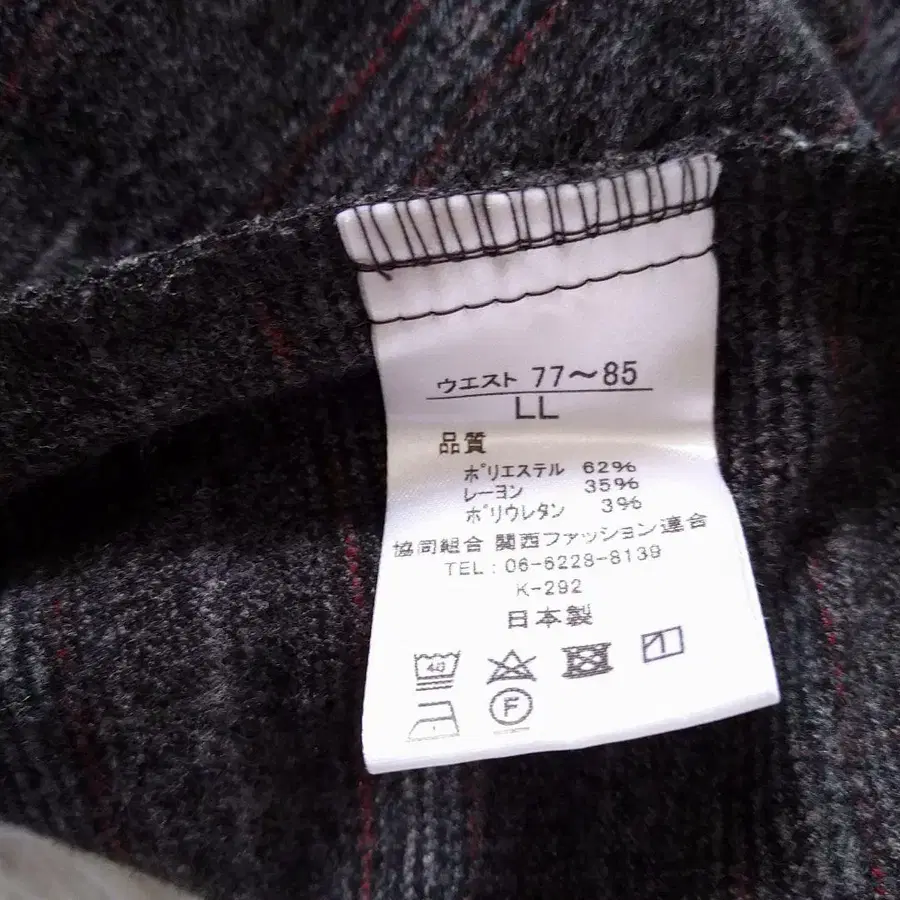 ウエスト 77～85
LL
品質
ポリエステル 62%
レーヨン 35%
ポリウレタン 3%
協同組合 関西ファッション連合
TEL：06-6228-8139
K-292
日本製
40
F